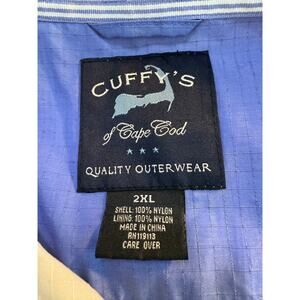 CUFFY'S
of Cape Cod
QUALITY OUTERWEAR
2XL
SHELL: 100% NYLON
LINING: 100% NYLON
MADE IN CHINA
RN119113
CARE OVER